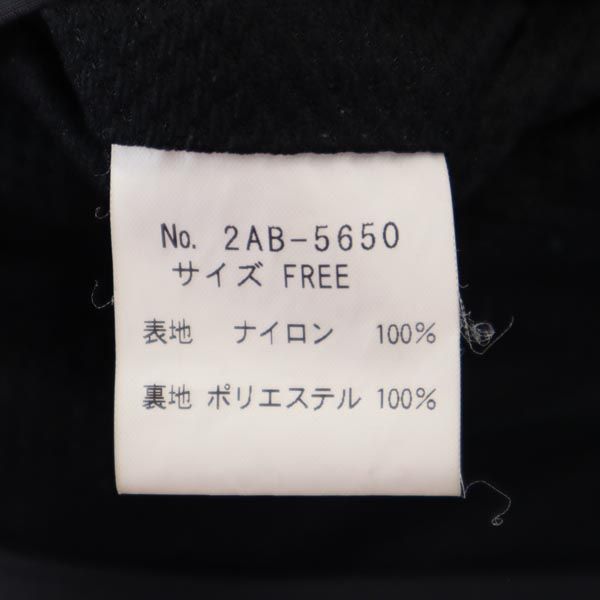 No. 2AB-5650
サイズ FREE
表地 ナイロン 100%
裏地 ポリエステル 100%